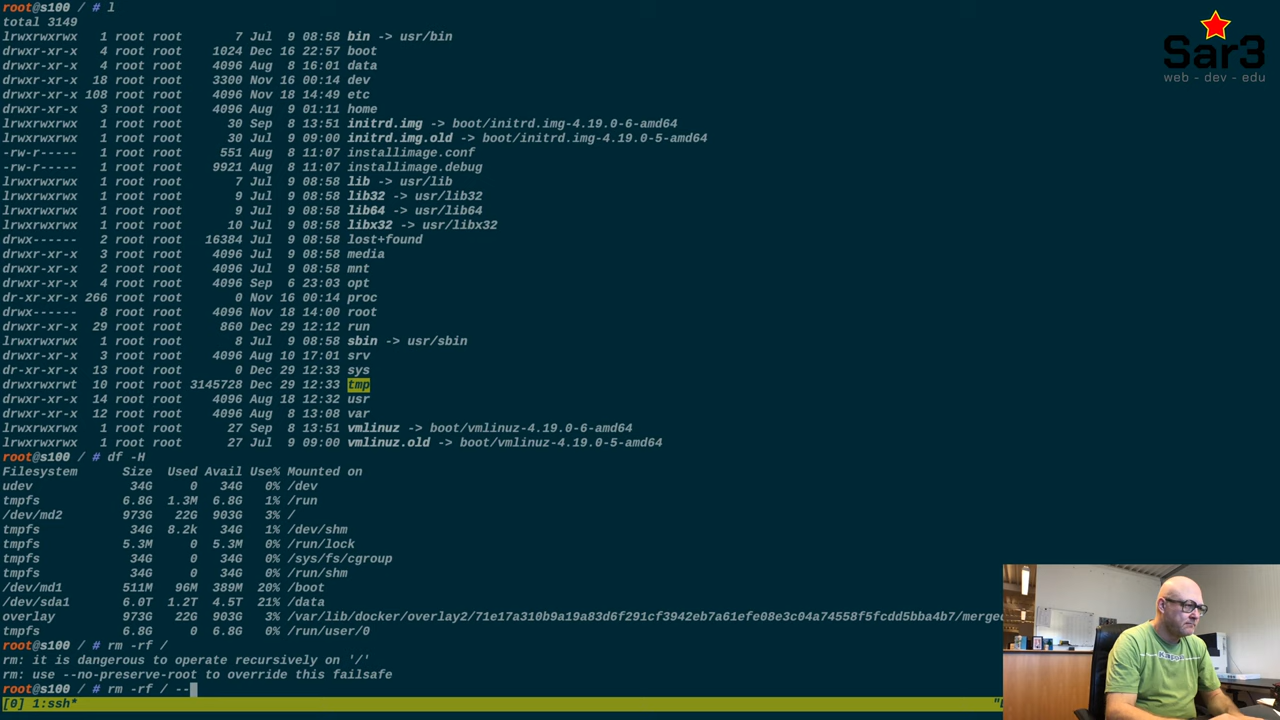 root@s100 / # l
total 3149
lrwxrwxrwx   1 root root       7 Jul  9 08:58 bin -> usr/bin
drwxr-xr-x   4 root root    1024 Dec 16 22:57 boot
drwxr-xr-x   4 root root    4096 Aug  8 16:01 data
drwxr-xr-x  18 root root    3300 Nov 16 00:14 dev
drwxr-xr-x 108 root root    4096 Nov 18 14:49 etc
drwxr-xr-x   3 root root    4096 Aug  9 01:11 home
lrwxrwxrwx   1 root root      30 Sep  8 13:51 initrd.img -> boot/initrd.img-4.19.0-6-amd64
lrwxrwxrwx   1 root root      30 Jul  9 09:00 initrd.img.old -> boot/initrd.img-4.19.0-5-amd64
-rw-r-----   1 root root     551 Aug  8 11:07 installimage.conf
-rw-r-----   1 root root    9921 Aug  8 11:07 installimage.debug
lrwxrwxrwx   1 root root       7 Jul  9 08:58 lib -> usr/lib
lrwxrwxrwx   1 root root       9 Jul  9 08:58 lib32 -> usr/lib32
lrwxrwxrwx   1 root root       9 Jul  9 08:58 lib64 -> usr/lib64
lrwxrwxrwx   1 root root      10 Jul  9 08:58 libx32 -> usr/libx32
drwx------   2 root root   16384 Jul  9 08:58 lost+found
drwxr-xr-x   3 root root    4096 Jul  9 08:58 media
drwxr-xr-x   2 root root    4096 Jul  9 08:58 mnt
drwxr-xr-x   4 root root    4096 Sep  6 23:03 opt
dr-xr-xr-x 266 root root       0 Nov 16 00:14 proc
drwx------   8 root root    4096 Nov 18 14:00 root
drwxr-xr-x  29 root root     860 Dec 29 12:12 run
lrwxrwxrwx   1 root root       8 Jul  9 08:58 sbin -> usr/sbin
drwxr-xr-x   3 root root    4096 Aug 10 17:01 srv
dr-xr-xr-x  13 root root       0 Dec 29 12:33 sys
drwxrwxrwt  10 root root 3145728 Dec 29 12:33 tmp
drwxr-xr-x  14 root root    4096 Aug 18 12:32 usr
drwxr-xr-x  12 root root    4096 Aug  8 13:08 var
lrwxrwxrwx   1 root root      27 Sep  8 13:51 vmlinuz -> boot/vmlinuz-4.19.0-6-amd64
lrwxrwxrwx   1 root root      27 Jul  9 09:00 vmlinuz.old -> boot/vmlinuz-4.19.0-5-amd64
root@s100 / # df -H
Filesystem      Size  Used Avail Use% Mounted on
udev             34G     0   34G   0% /dev
tmpfs           6.8G  1.3M  6.8G   1% /run
/dev/md2        973G   22G  903G   3% /
tmpfs            34G  8.2k   34G   1% /dev/shm
tmpfs           5.3M     0  5.3M   0% /run/lock
tmpfs            34G     0   34G   0% /sys/fs/cgroup
tmpfs            34G     0   34G   0% /run/shm
/dev/md1        511M   96M  389M  20% /boot
/dev/sda1       6.0T  1.2T  4.5T  21% /data
overlay         973G   22G  903G   3% /var/lib/docker/overlay2/71e17a310b9a19a83d6f291cf3942eb7a61efe08e3c04a74558f5fcdd5bba4b7/merged
tmpfs           6.8G     0  6.8G   0% /run/user/0
root@s100 / # rm -rf /
rm: it is dangerous to operate recursively on '/'
rm: use --no-preserve-root to override this failsafe
root@s100 / # rm -rf / --
[0] 1:ssh*
Sar3
web - dev - edu